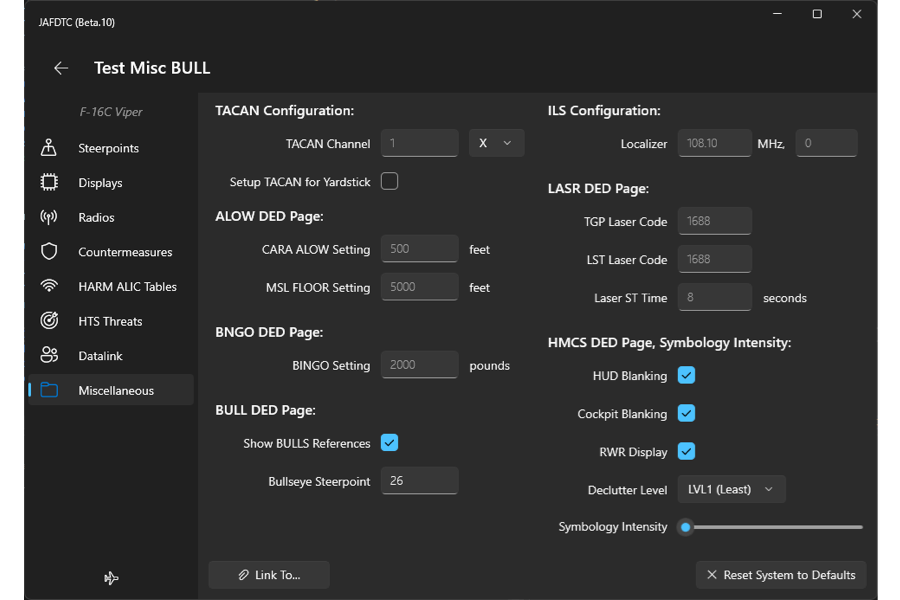 JAFDTC (Beta.10)
Test Misc BULL
F-16C Viper
Steerpoints
Displays
Radios
Countermeasures
HARM ALIC Tables
HTS Threats
Datalink
Miscellaneous
TACAN Configuration:
TACAN Channel 1 X
Setup TACAN for Yardstick
ALOW DED Page:
CARA ALOW Setting 500 feet
MSL FLOOR Setting 5000 feet
BNGO DED Page:
BINGO Setting 2000 pounds
BULL DED Page:
Show BULLS References
Bullseye Steerpoint 26
ILS Configuration:
Localizer 108.10 MHz, 0
LASR DED Page:
TGP Laser Code 1688
LST Laser Code 1688
Laser ST Time 8 seconds
HMCS DED Page, Symbology Intensity:
HUD Blanking
Cockpit Blanking
RWR Display
Declutter Level LVL1 (Least)
Symbology Intensity
Link To...
Reset System to Defaults